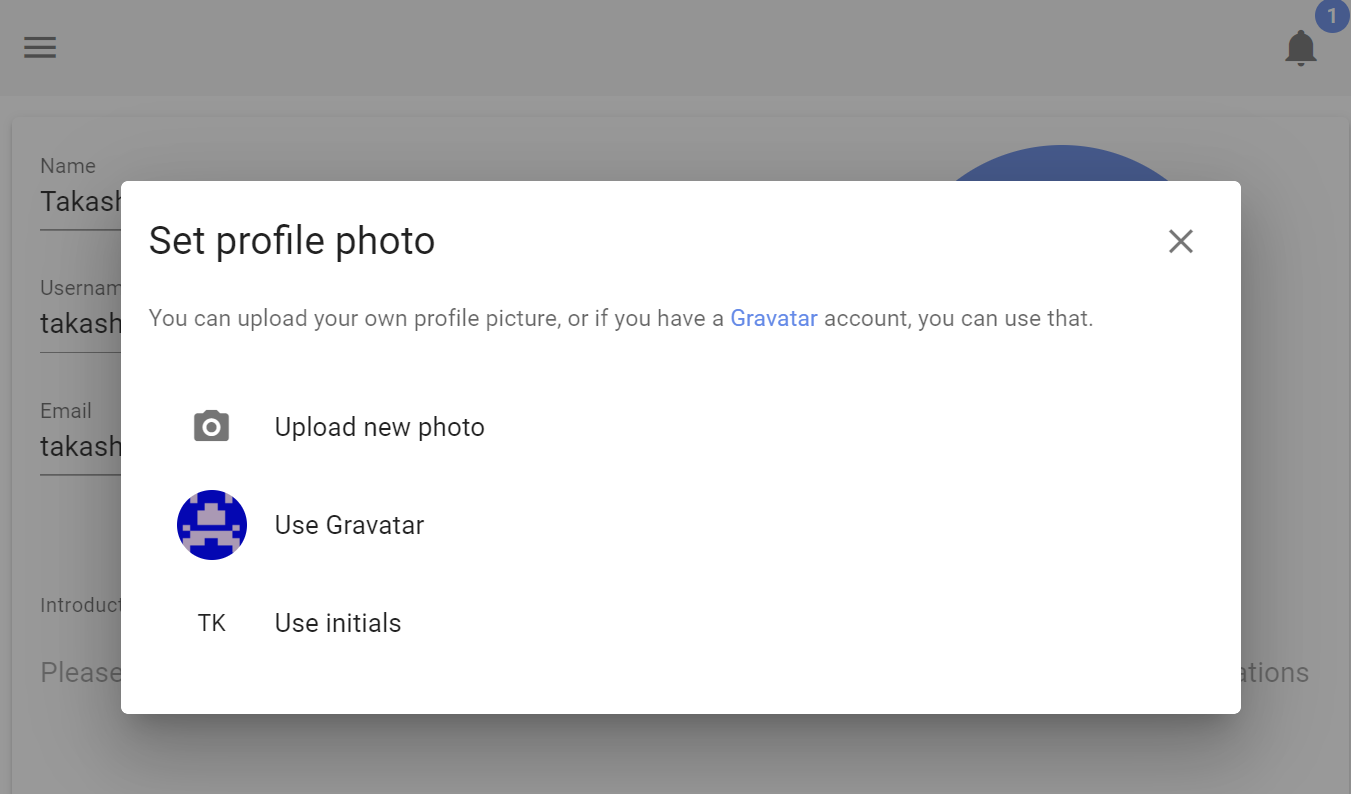 1
Name
Takash
Set profile photo
Usernam
You can upload your own profile picture, or if you have a Gravatar account, you can use that.
takash
Email
Upload new photo
takash
Use Gravatar
Introduct
TK Use initials
Please
ations